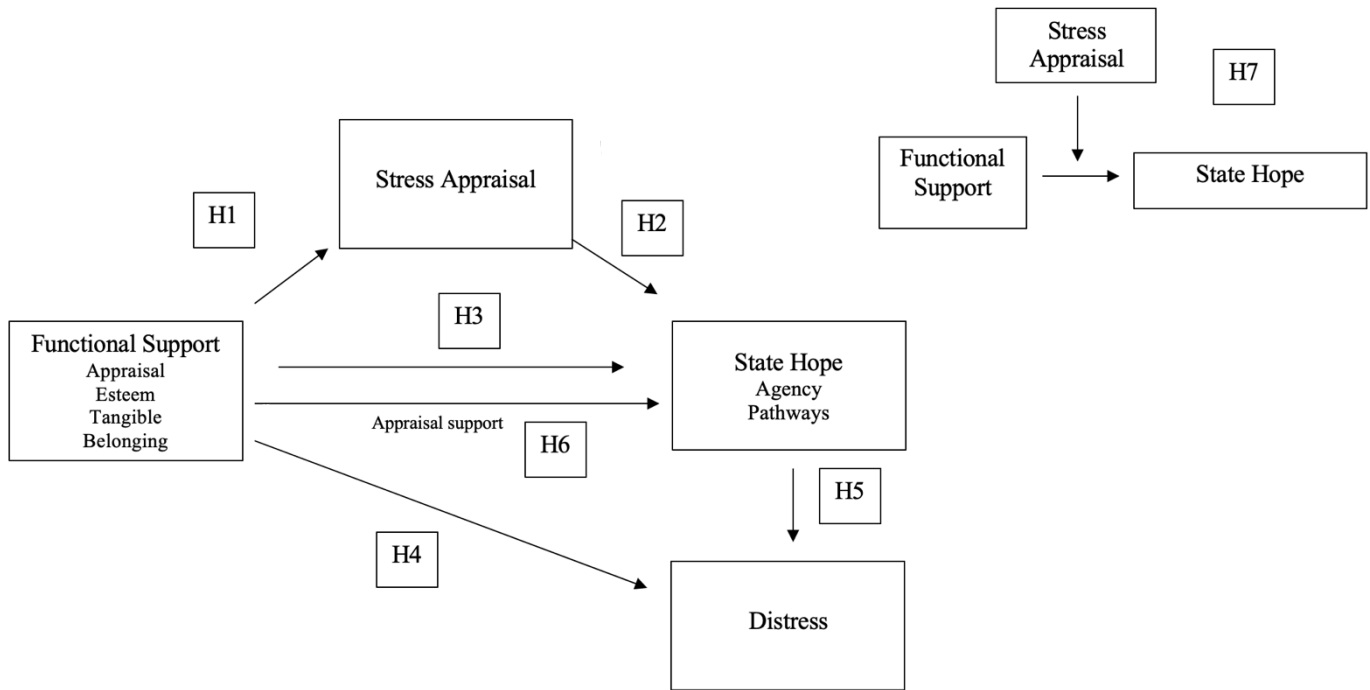 Stress
Appraisal
H7
Functional
Support
State Hope
Stress Appraisal
H1
H2
H3
Functional Support
Appraisal
Esteem
Tangible
Belonging
State Hope
Agency
Pathways
Appraisal support
H6
H5
H4
Distress